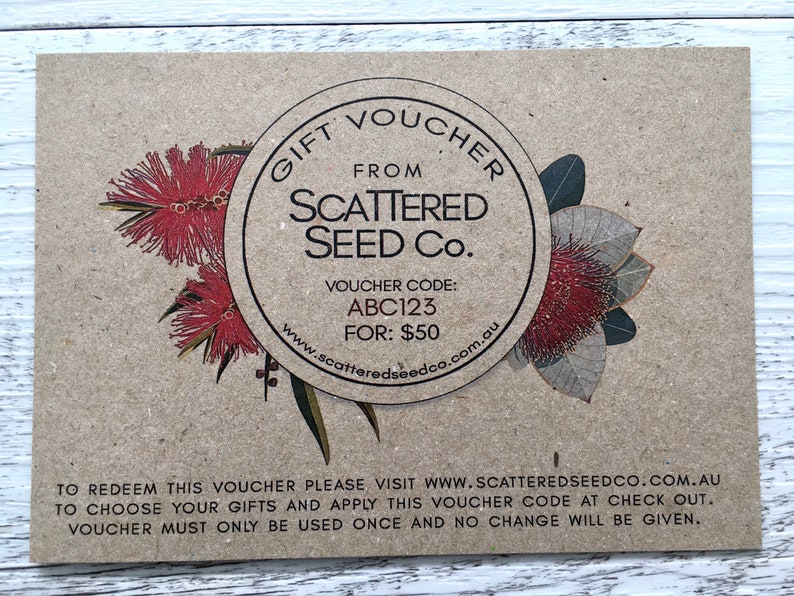 GIFT VOUCHER
FROM
SCATTERED
SEED CO.
VOUCHER CODE:
ABC123
FOR: $50
www.scatteredseedco.com.au
TO REDEEM THIS VOUCHER PLEASE VISIT WWW.SCATTEREDSEEDCO.COM.AU
TO CHOOSE YOUR GIFTS AND APPLY THIS VOUCHER CODE AT CHECK OUT.
VOUCHER MUST ONLY BE USED ONCE AND NO CHANGE WILL BE GIVEN.